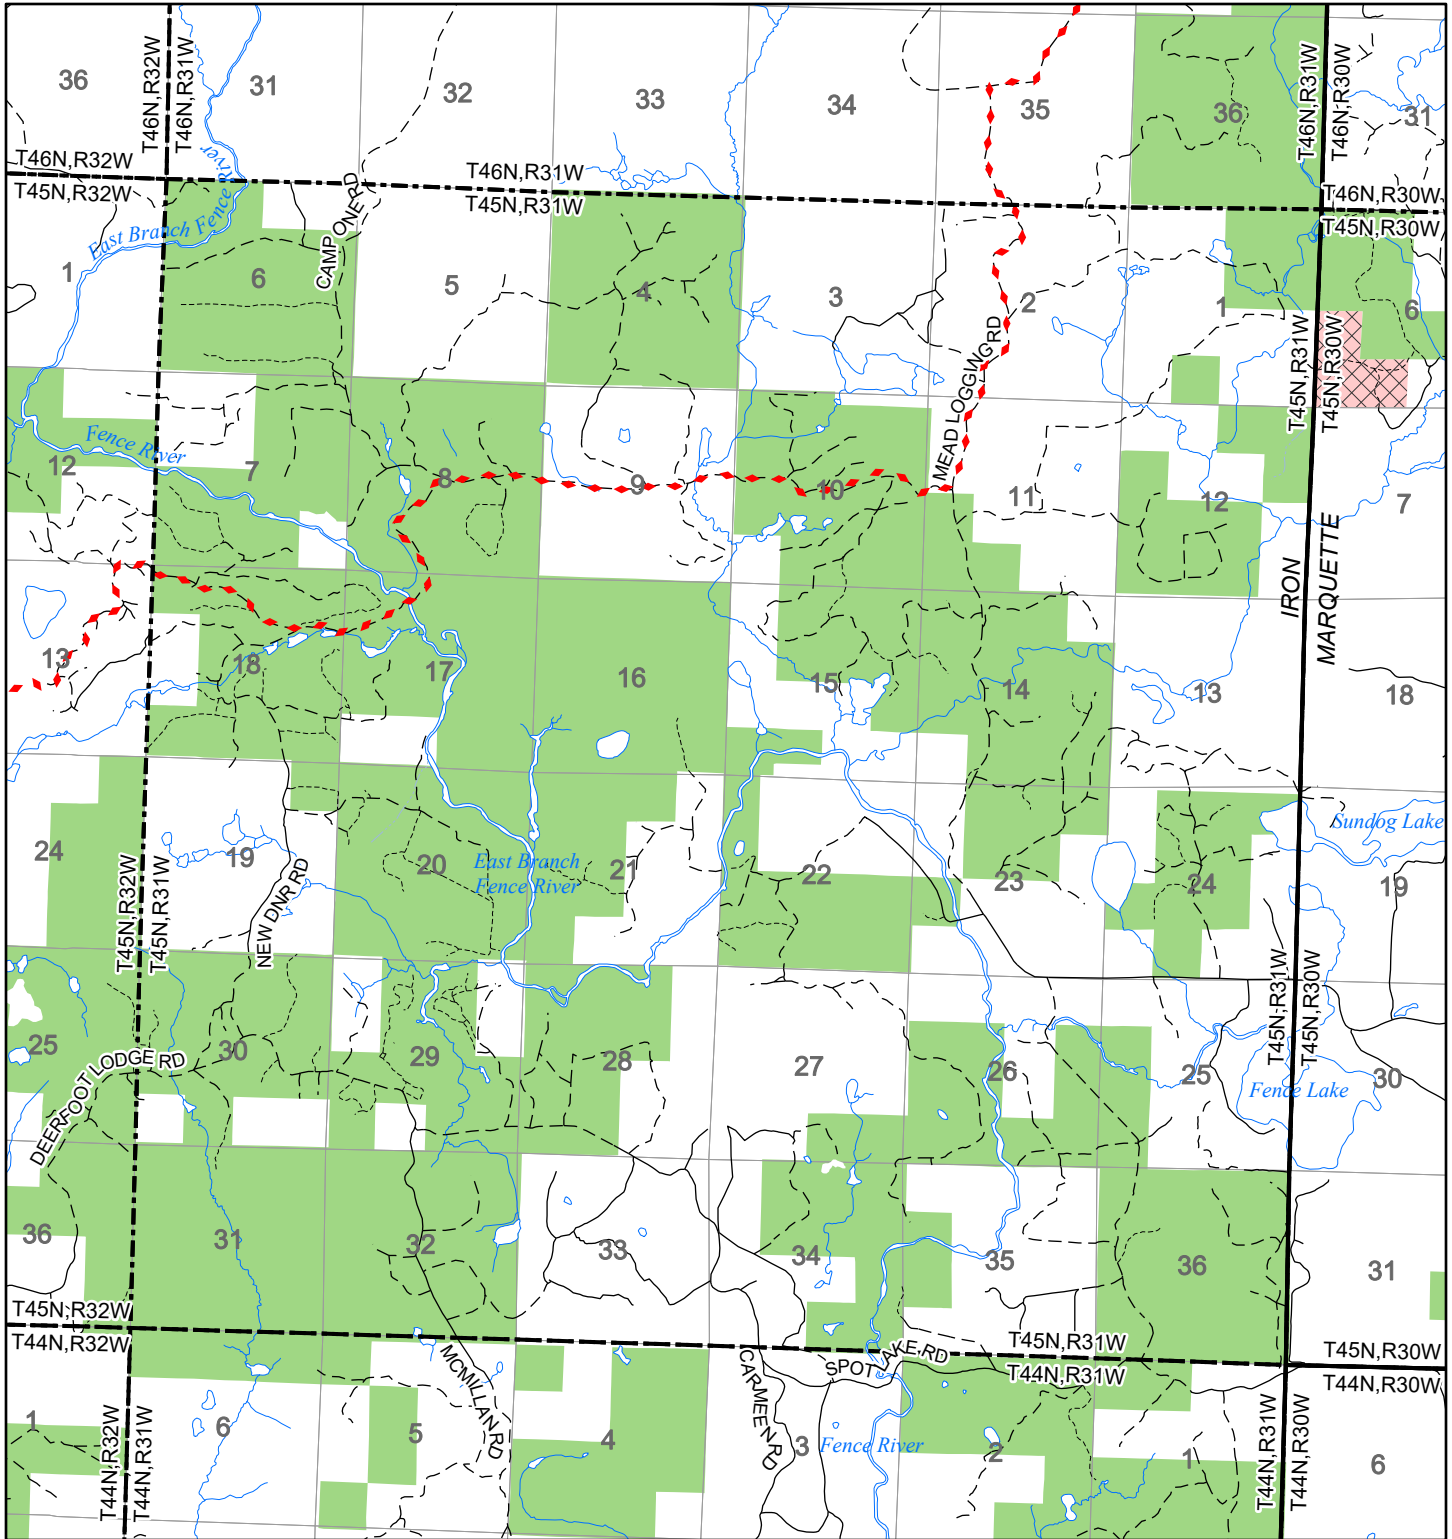 36
31
32
33
34
35
36
31
T46N,R32W
T46N,R31W
T46N,R31W
T46N,R30W
T46N,R32W
T45N,R32W
T46N,R31W
T45N,R31W
T46N,R30W
T45N,R30W
East Branch Fence River
CAMP ONE RD
1
6
5
4
3
2
1
6
T45N,R31W
T45N,R30W
MEAD LOGGING RD
Fence River
12
7
8
9
10
11
12
7
IRON
MARQUETTE
13
18
17
16
15
14
13
18
Sundog Lake
24
19
20
East Branch
Fence River
21
22
23
24
19
T45N,R32W
T45N,R31W
NEW DNR RD
T45N,R31W
T45N,R30W
25
30
29
28
27
26
25
30
DEERFOOT LODGE RD
Fence Lake
36
31
32
33
34
35
36
31
T45N,R32W
T44N,R32W
T45N,R31W
T44N,R31W
T45N,R30W
T44N,R30W
SPOT LAKE RD
MCMILLAN RD
CARMEEN RD
Fence River
1
6
5
4
3
2
1
6
T44N,R32W
T44N,R31W
T44N,R31W
T44N,R30W